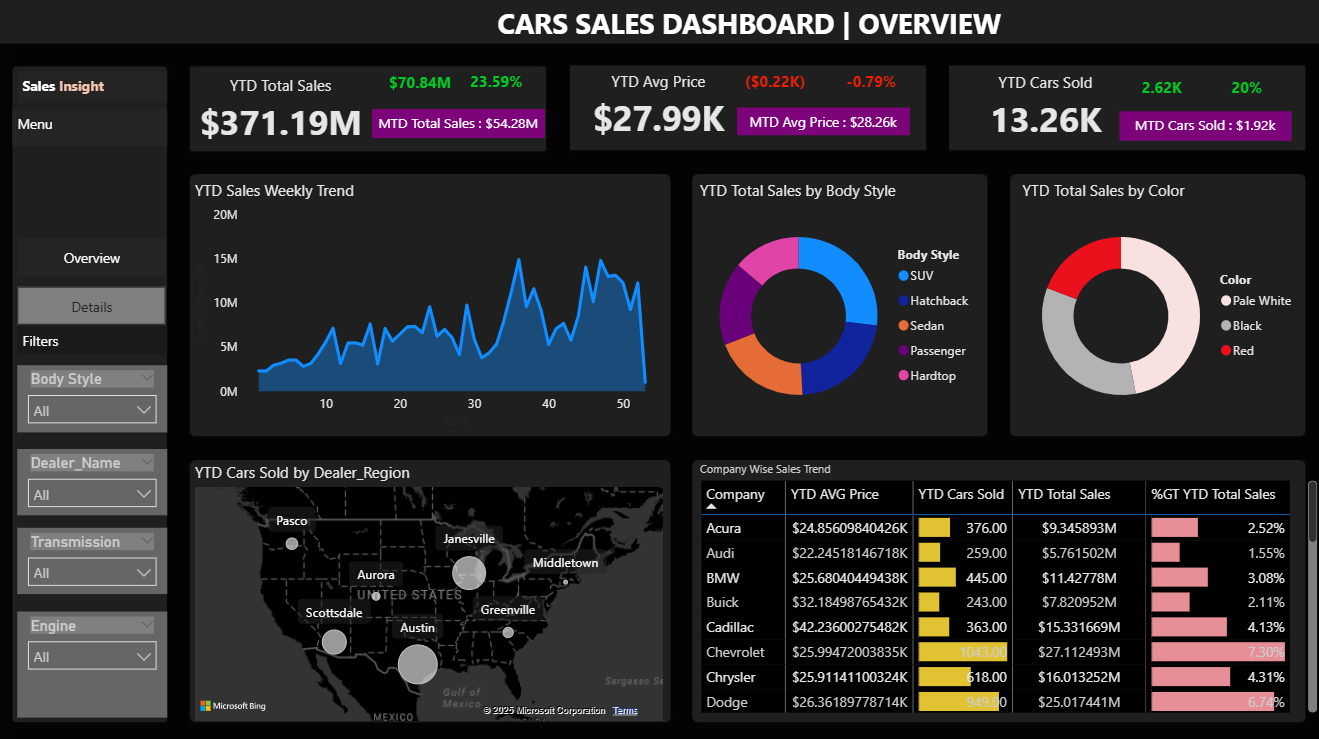 CARS SALES DASHBOARD | OVERVIEW
Sales Insight
Menu
Overview
Details
Filters
Body Style
All
Dealer_Name
All
Transmission
All
Engine
All
YTD Total Sales
$70.84M 23.59%
$371.19M
MTD Total Sales : $54.28M
YTD Avg Price
($0.22K) -0.79%
$27.99K
MTD Avg Price : $28.26k
YTD Cars Sold
2.62K 20%
13.26K
MTD Cars Sold : $1.92k
YTD Sales Weekly Trend
20M
15M
10M
5M
0M
10 20 30 40 50
YTD Total Sales by Body Style
Body Style
SUV
Hatchback
Sedan
Passenger
Hardtop
YTD Total Sales by Color
Color
Pale White
Black
Red
YTD Cars Sold by Dealer_Region
Pasco
Janesville
Middletown
Aurora
UNITED STATES
Scottsdale
Greenville
Austin
Gulf of
Mexico
Sargasso Se
MEXICO
Microsoft Bing
© 2025 Microsoft Corporation Terms
Company Wise Sales Trend
Company YTD AVG Price YTD Cars Sold YTD Total Sales %GT YTD Total Sales
Acura $24.85609840426K 376.00 $9.345893M 2.52%
Audi $22.24518146718K 259.00 $5.761502M 1.55%
BMW $25.68040449438K 445.00 $11.42778M 3.08%
Buick $32.18498765432K 243.00 $7.820952M 2.11%
Cadillac $42.23600275482K 363.00 $15.331669M 4.13%
Chevrolet $25.99472003835K 1043.00 $27.112493M 7.30%
Chrysler $25.91141100324K 618.00 $16.013252M 4.31%
Dodge $26.36189778714K 949.00 $25.017441M 6.74%